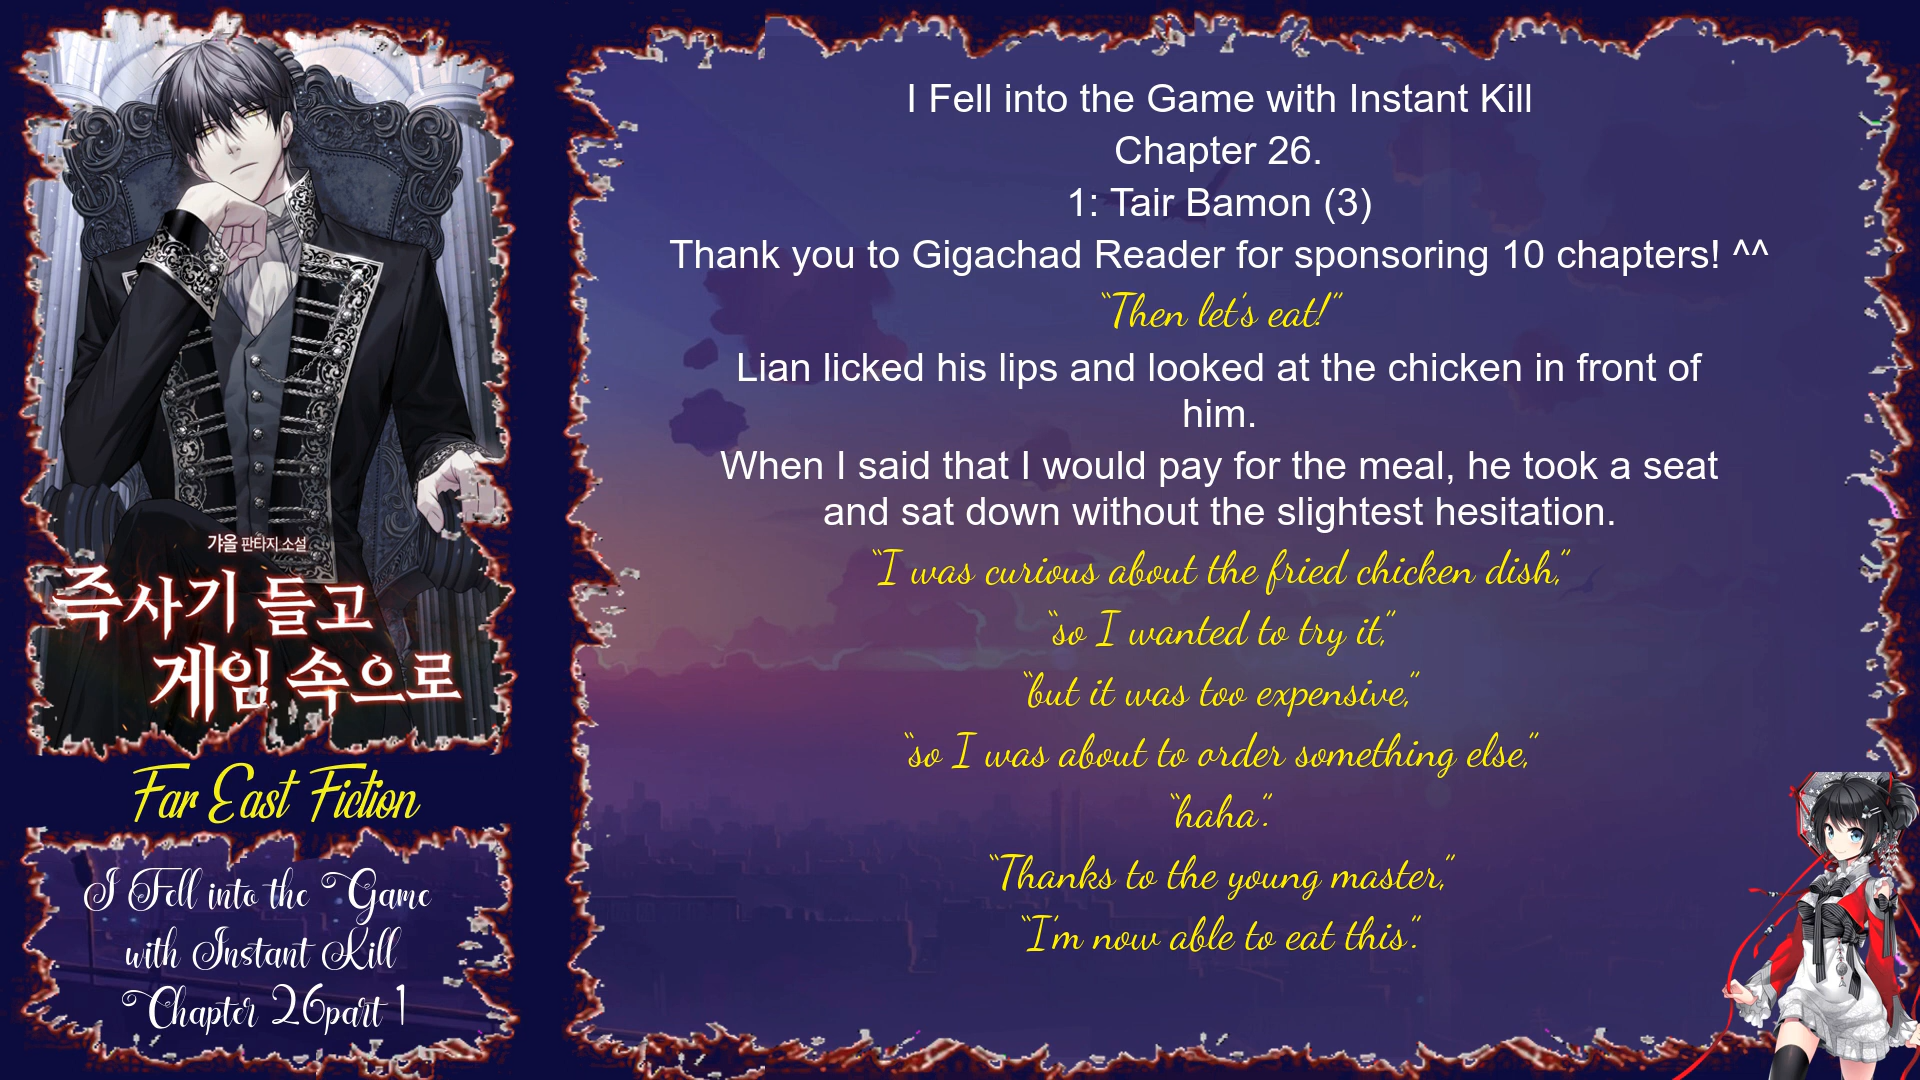 갸울 판타지 소설
즉사기 들고
게임 속으로
Far East Fiction
I Fell into the Game
with Instant Kill
Chapter 26part 1
I Fell into the Game with Instant Kill
Chapter 26.
1: Tair Bamon (3)
Thank you to Gigachad Reader for sponsoring 10 chapters! ^^
“Then let’s eat!”
Lian licked his lips and looked at the chicken in front of
him.
When I said that I would pay for the meal, he took a seat
and sat down without the slightest hesitation.
“I was curious about the fried chicken dish,”
“so I wanted to try it,”
“but it was too expensive,”
“so I was about to order something else,”
“haha”.
“Thanks to the young master,”
“I’m now able to eat this”.